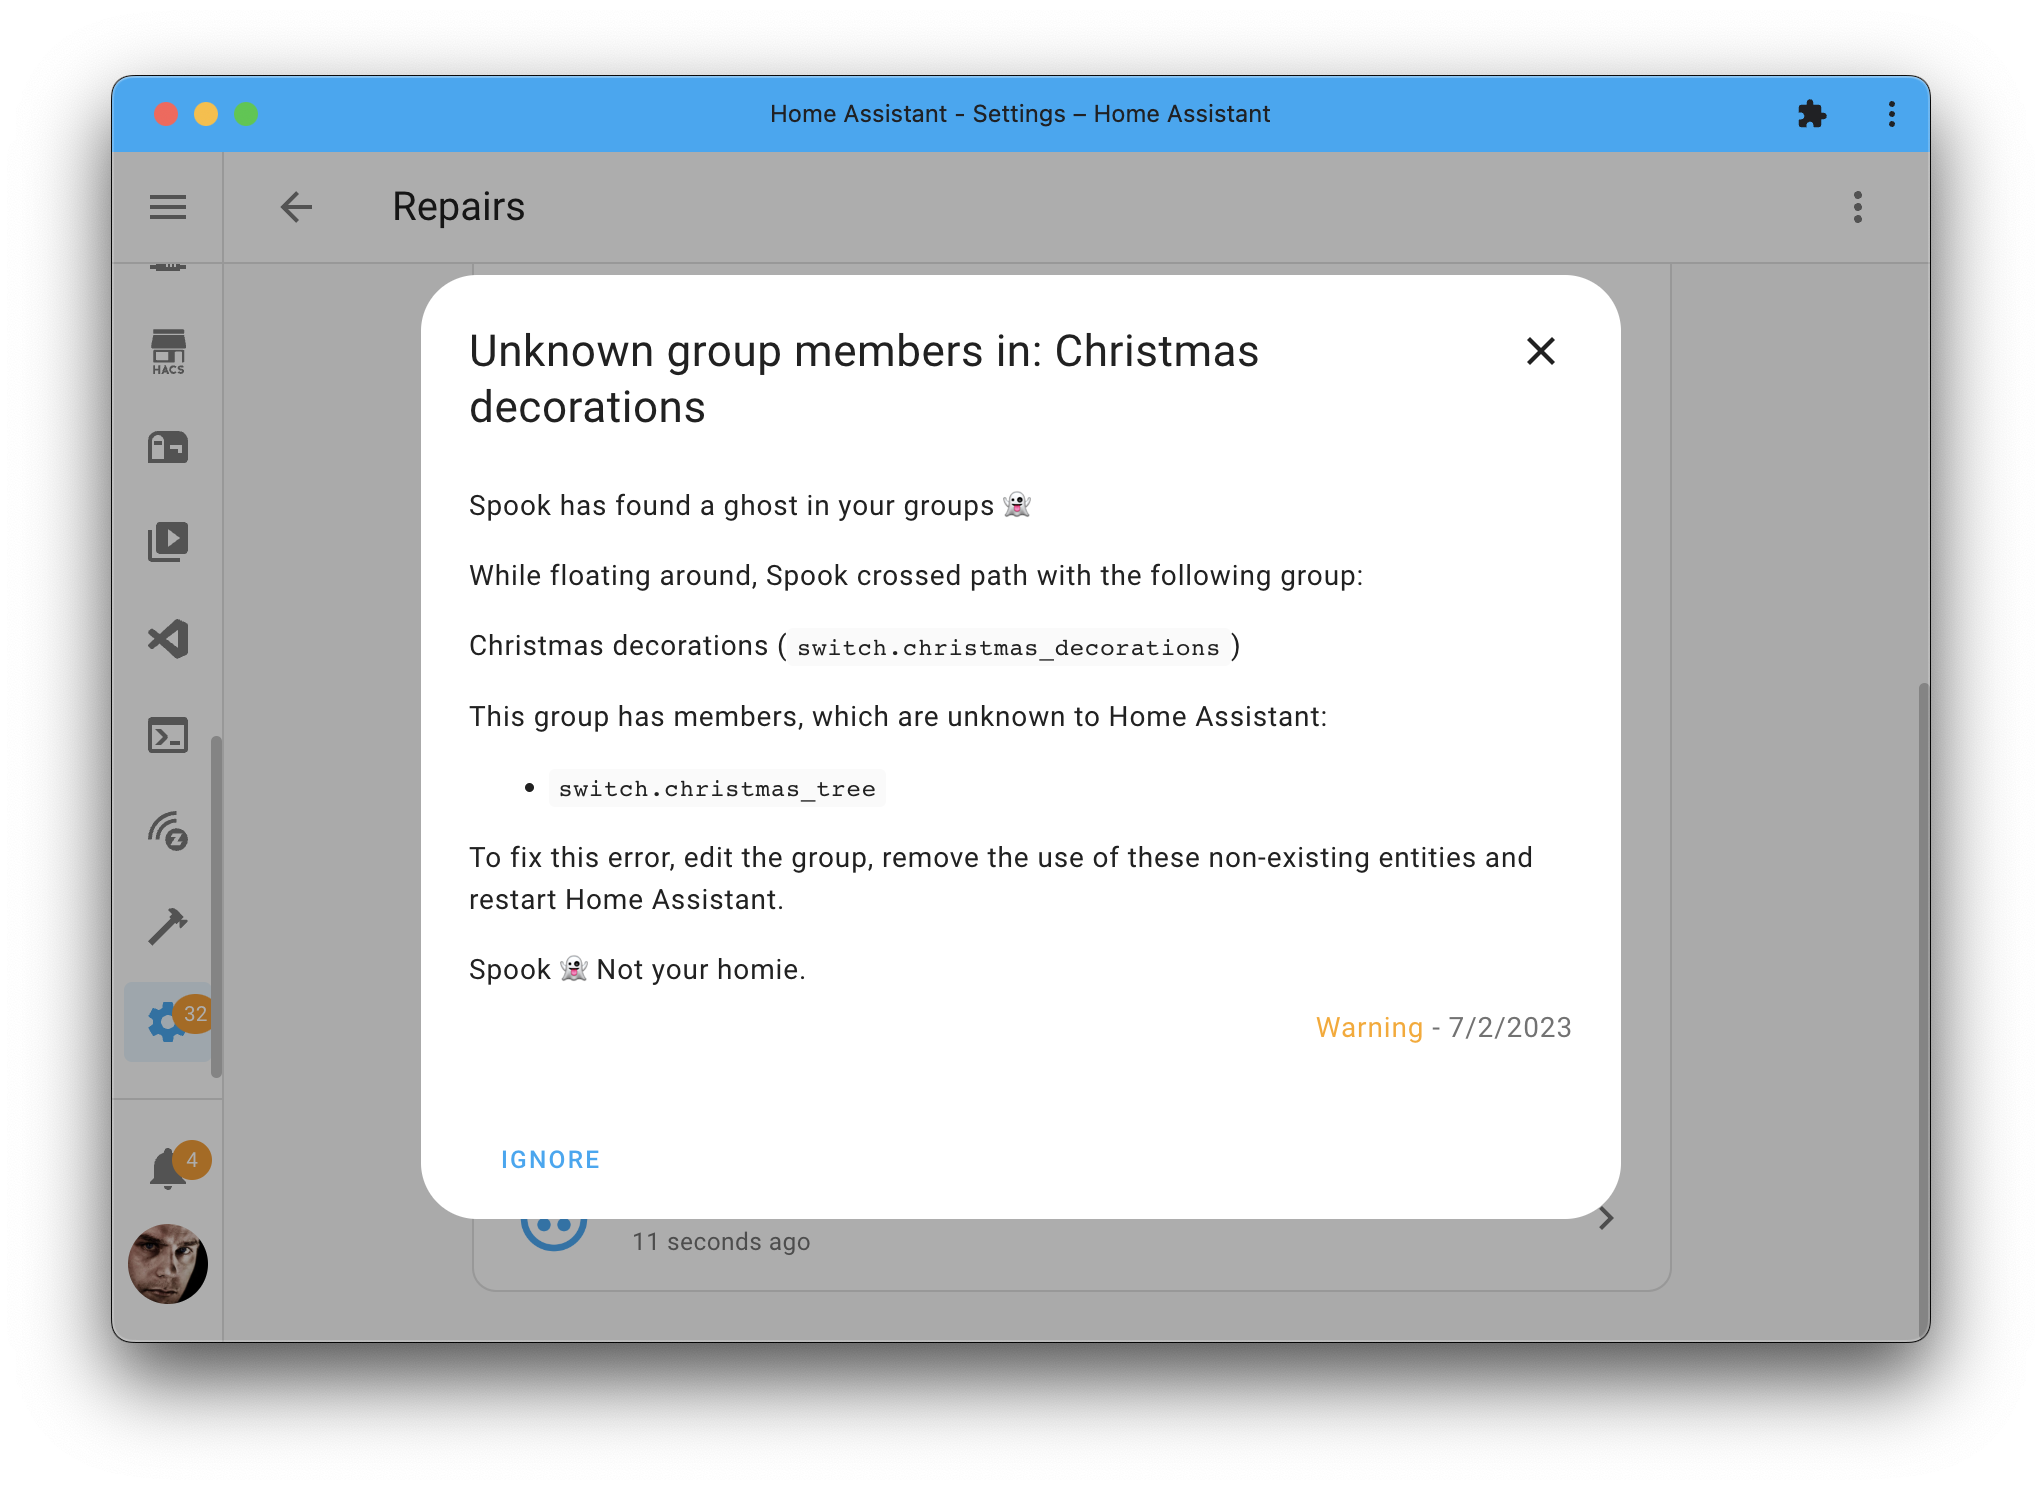 Home Assistant - Settings – Home Assistant
Repairs
HACS
Unknown group members in: Christmas
decorations
Spook has found a ghost in your groups 👻
While floating around, Spook crossed path with the following group:
Christmas decorations ( switch.christmas_decorations )
This group has members, which are unknown to Home Assistant:
• switch.christmas_tree
To fix this error, edit the group, remove the use of these non-existing entities and
restart Home Assistant.
Spook 👻 Not your homie.
32
Warning - 7/2/2023
IGNORE
4
11 seconds ago